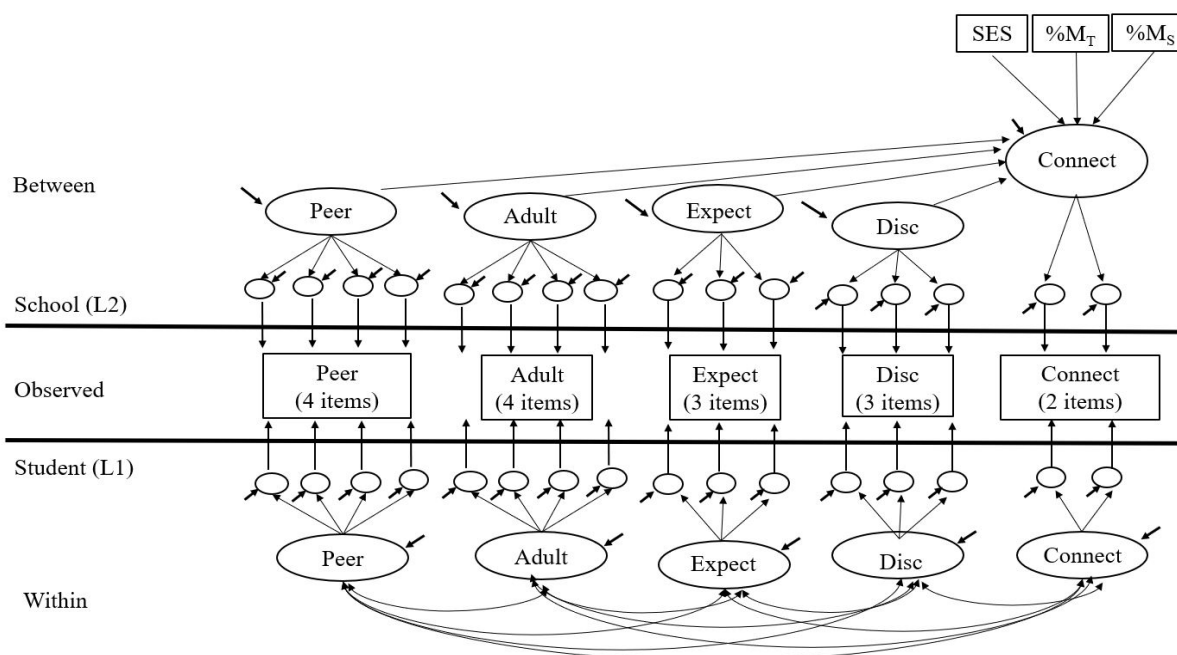 SES %M_T %M_S
Connect
Between
Peer Adult Expect Disc
School (L2)
Observed
Peer
(4 items)
Adult
(4 items)
Expect
(3 items)
Disc
(3 items)
Connect
(2 items)
Student (L1)
Peer Adult Expect Disc Connect
Within